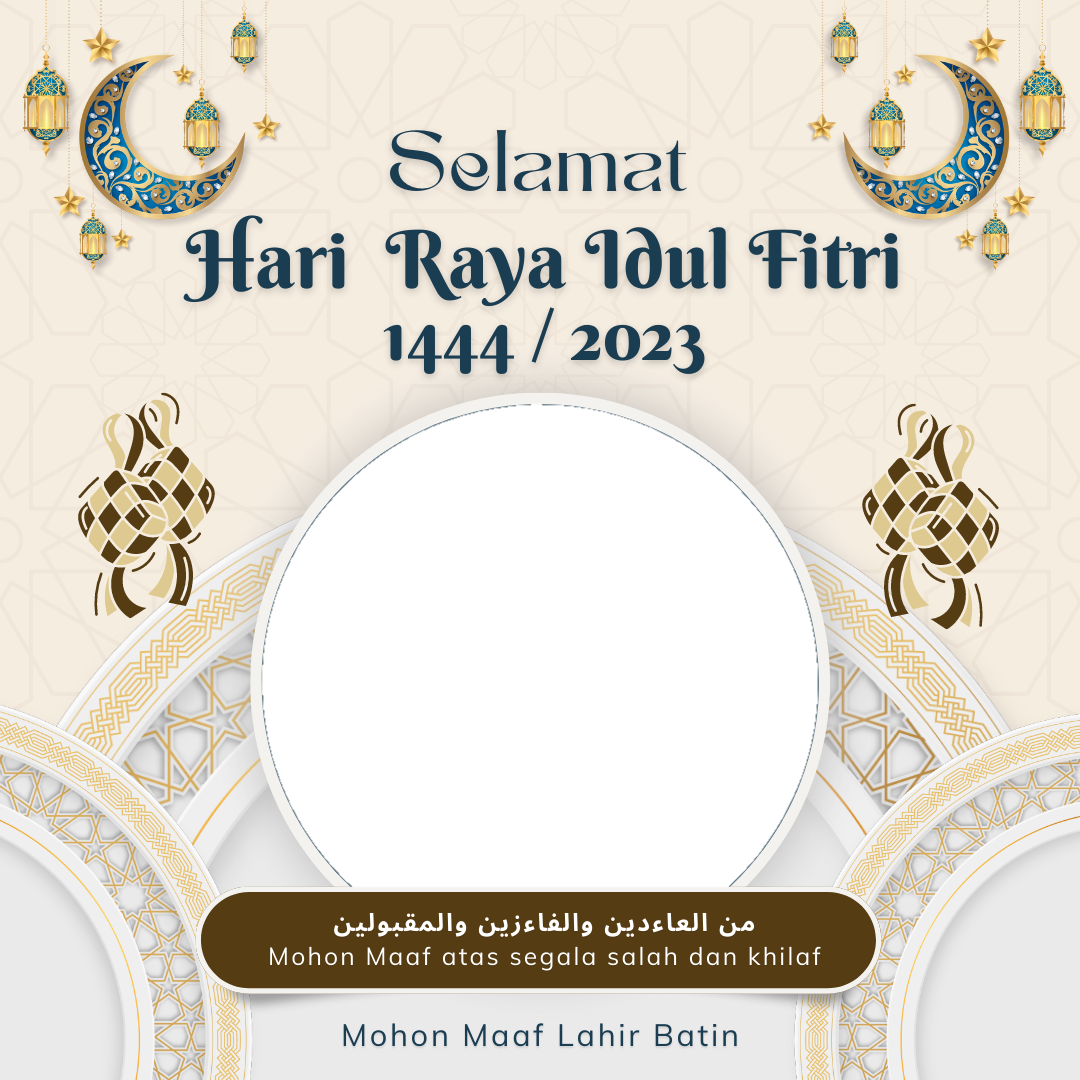 Selamat
Hari Raya Idul Fitri
1444 / 2023
من العاءدين والفاءزين والمقبولين
Mohon Maaf atas segala salah dan khilaf
Mohon Maaf Lahir Batin